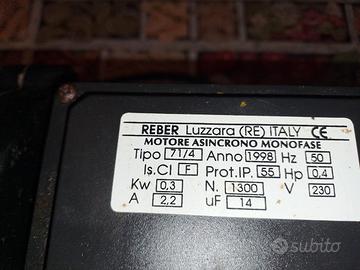 REBER Luzzara (RE) ITALY CE
MOTORE ASINCRONO MONOFASE
Tipo 71/4 Anno 1998 Hz 50
Is.Cl F Prot.IP. 55 Hp 0,4
Kw 0,3 N. 1300 V 230
A 2,2 uF 14
subito